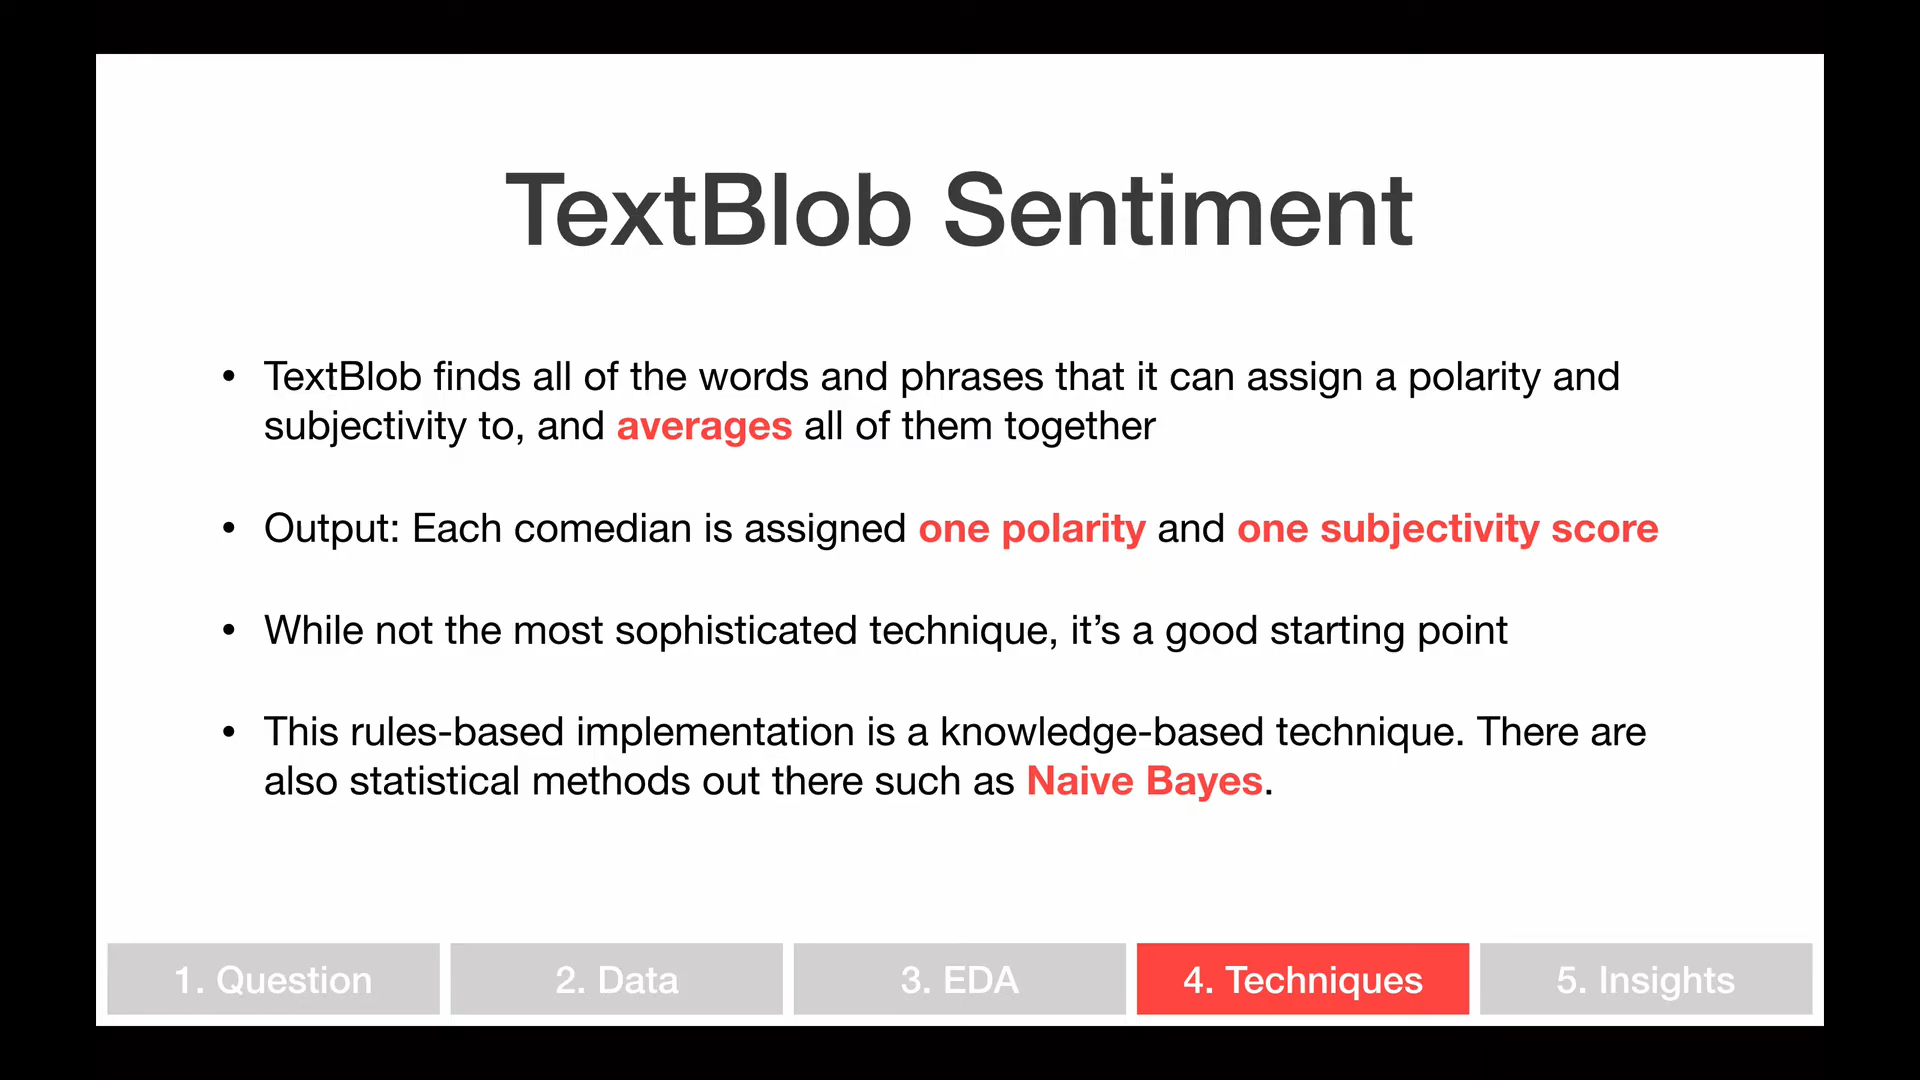 TextBlob Sentiment
• TextBlob finds all of the words and phrases that it can assign a polarity and
subjectivity to, and averages all of them together
• Output: Each comedian is assigned one polarity and one subjectivity score
• While not the most sophisticated technique, it’s a good starting point
• This rules-based implementation is a knowledge-based technique. There are
also statistical methods out there such as Naive Bayes.
1. Question
2. Data
3. EDA
4. Techniques
5. Insights